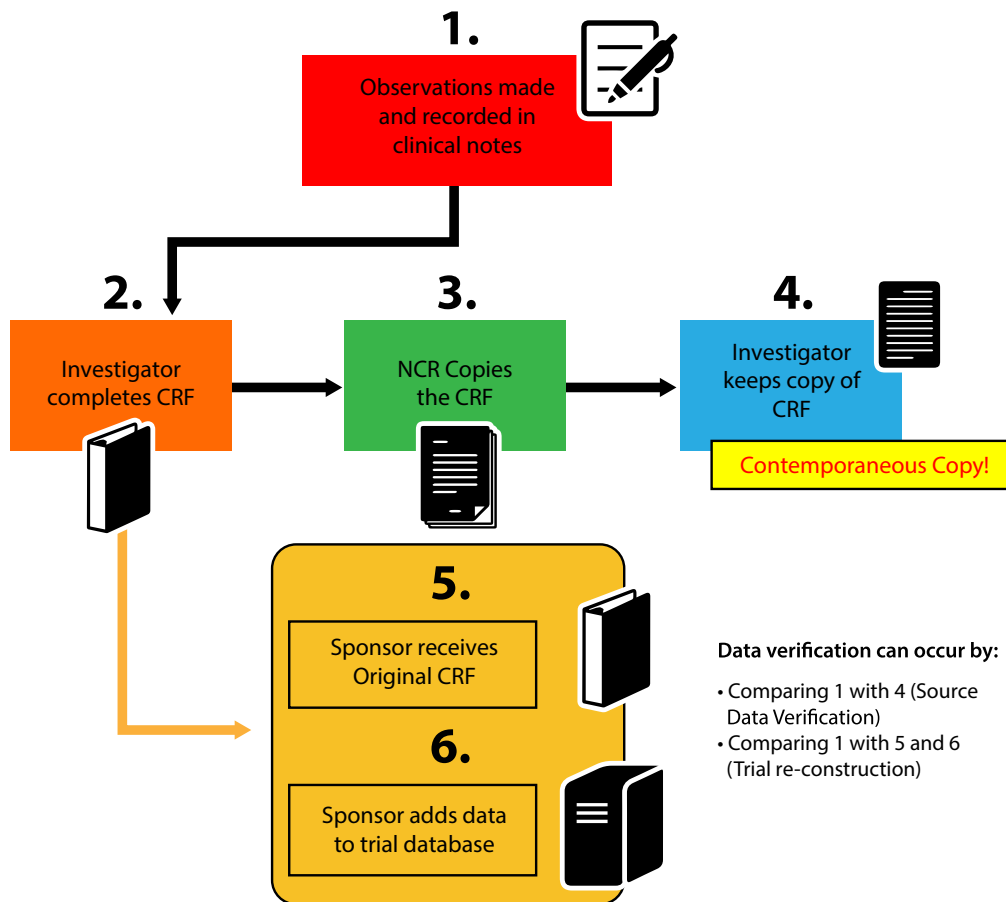 1.
Observations made
and recorded in
clinical notes
2.
Investigator
completes CRF
3.
NCR Copies
the CRF
4.
Investigator
keeps copy of
CRF
Contemporaneous Copy!
5.
Sponsor receives
Original CRF
6.
Sponsor adds data
to trial database
Data verification can occur by:
• Comparing 1 with 4 (Source
Data Verification)
• Comparing 1 with 5 and 6
(Trial re-construction)